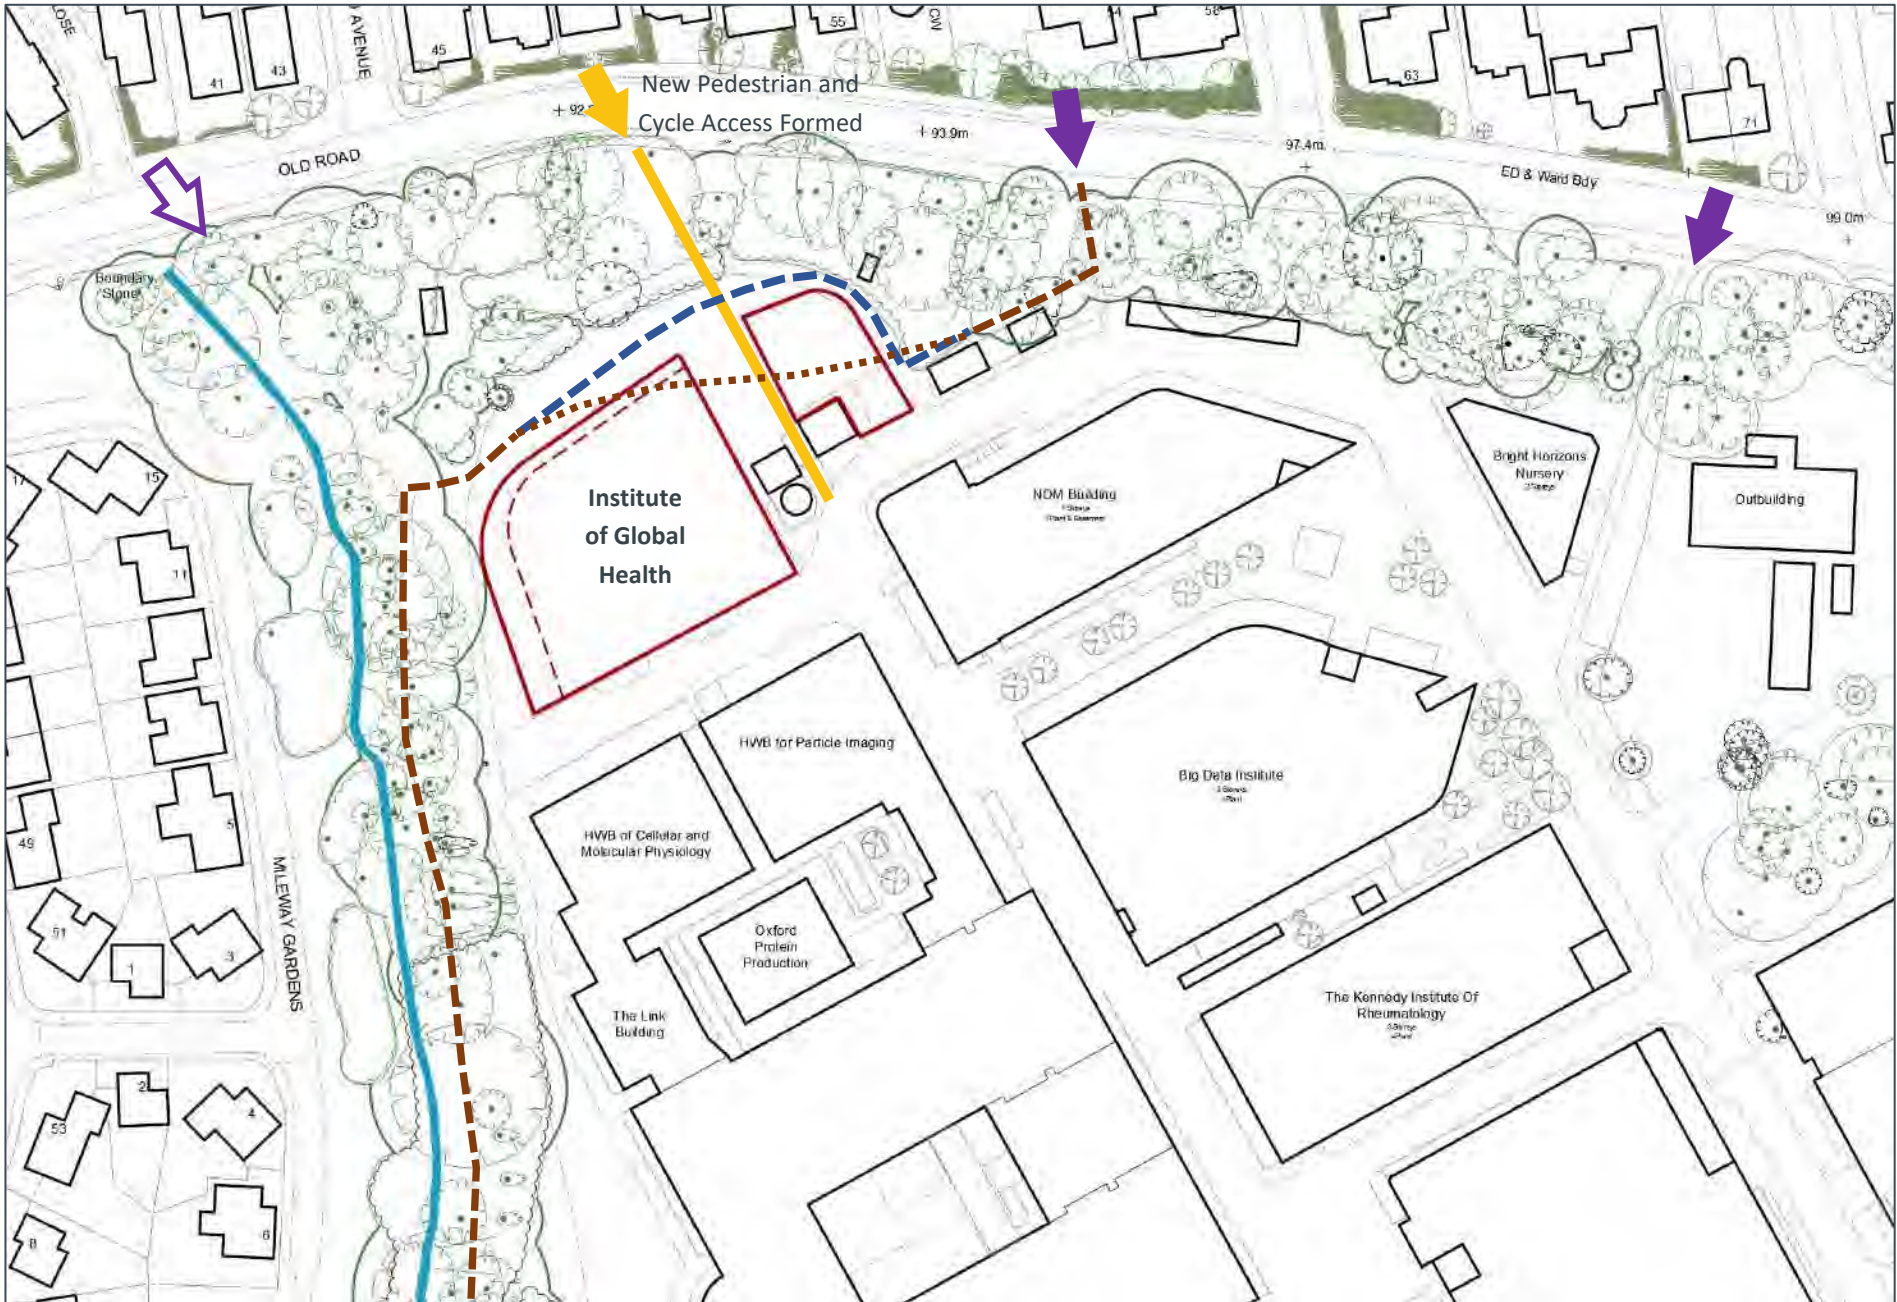 OSE
41
43
AVENUE
45
55
CW
54
58
63
71
New Pedestrian and
Cycle Access Formed
93.9m
97.4m
ED & Ward Bdy
99.0m
OLD ROAD
Boundary
Stone
17
15
11
5
49
51
1
3
MILEWAY GARDENS
2
4
53
6
8
Institute
of Global
Health
NDM Building
Bright Horizons
Nursery
Outbuilding
HWB for Particle Imaging
HWB of Cellular and
Molecular Physiology
Big Data Institute
Oxford
Protein
Production
The Link
Building
The Kennedy Institute Of
Rheumatology